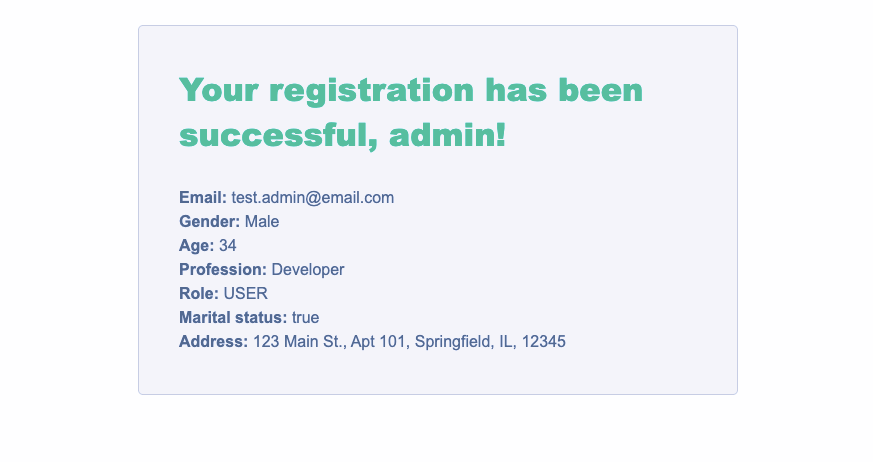 Your registration has been
successful, admin!
Email: test.admin@email.com
Gender: Male
Age: 34
Profession: Developer
Role: USER
Marital status: true
Address: 123 Main St., Apt 101, Springfield, IL, 12345